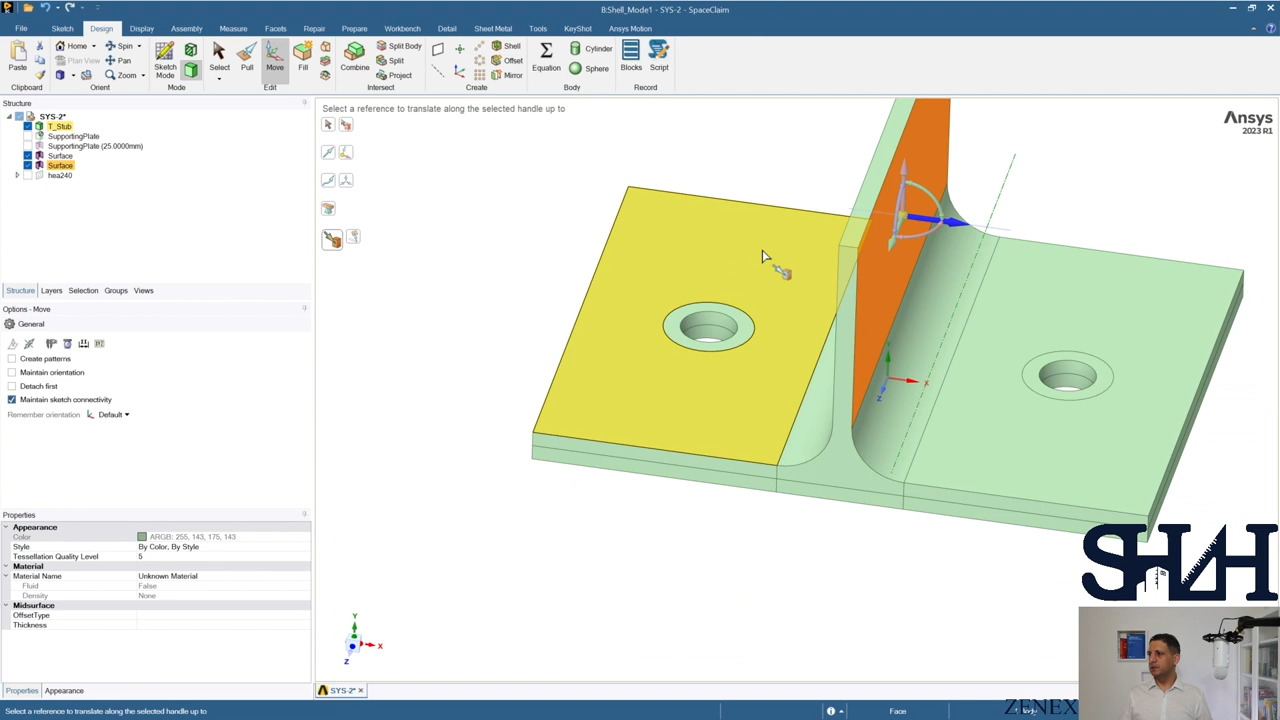 B:Shell_Mode1 - SYS-2 - SpaceClaim
File Sketch Design Display Assembly Measure Facets Repair Prepare Workbench Detail Sheet Metal Tools KeyShot Ansys Motion
Home Spin Split Body Shell Cylinder
Plan View Pan Split Offset
Zoom Project Mirror Sphere
Paste Sketch Mode Select Pull Move Fill Combine Equation Blocks Script
Clipboard Orient Mode Edit Intersect Create Body Record
Structure
SYS-2*
T_Stub
SupportingPlate
SupportingPlate (25.0000mm)
Surface
Surface
hea240
Structure Layers Selection Groups Views
Options - Move
General
Create patterns
Maintain orientation
Detach first
Maintain sketch connectivity
Remember orientation Default
Properties
Appearance
Color ARGB: 255, 143, 175, 143
Style By Color, By Style
Tessellation Quality Level 5
Material
Material Name Unknown Material
Fluid False
Density None
Midsurface
OffsetType
Thickness
Properties Appearance
Select a reference to translate along the selected handle up to
Ansys
2023 R1
X
Z
Y
X
Z
SYS-2*
Select a reference to translate along the selected handle up to
Face
ZENEX